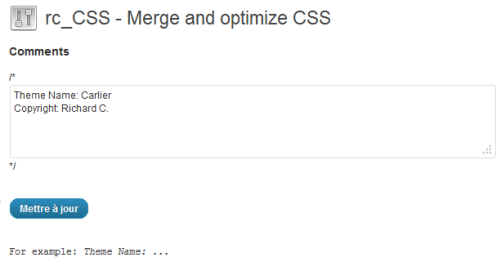 rc_CSS - Merge and optimize CSS
Comments
/*
Theme Name: Carlier
Copyright: Richard C.
*/
Mettre à jour
For example: Theme Name: ...